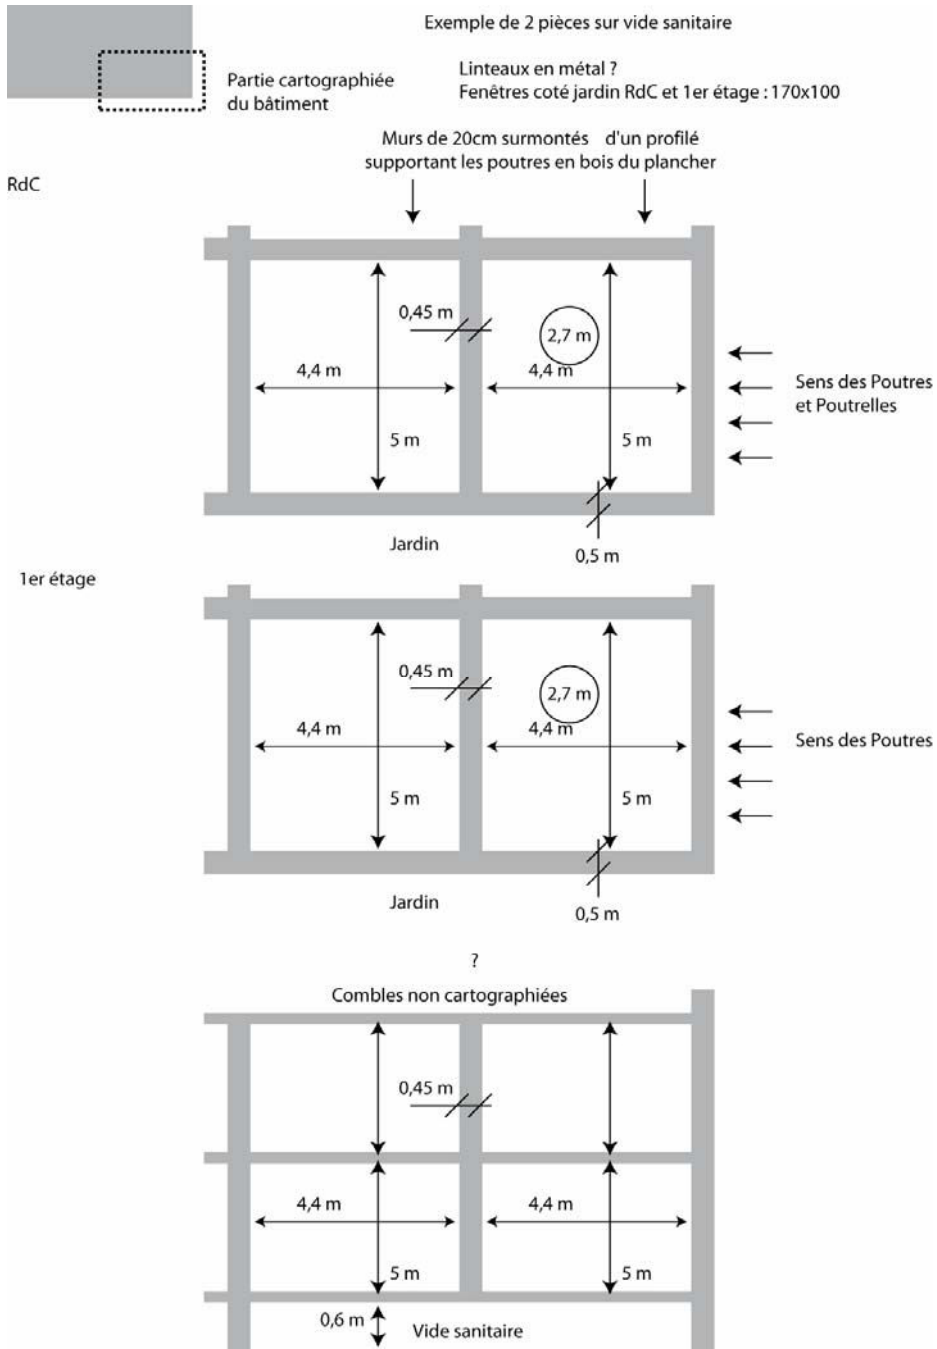 Exemple de 2 pièces sur vide sanitaire
Partie cartographiée
du bâtiment
Linteaux en métal ?
Fenêtres coté jardin RdC et 1er étage : 170x100
Murs de 20cm surmontés d'un profilé
supportant les poutres en bois du plancher
RdC
0,45 m
2,7 m
4,4 m
4,4 m
Sens des Poutres
et Poutrelles
5 m
5 m
Jardin
0,5 m
1er étage
0,45 m
2,7 m
4,4 m
4,4 m
Sens des Poutres
5 m
5 m
Jardin
0,5 m
?
Combles non cartographiées
0,45 m
4,4 m
4,4 m
5 m
5 m
0,6 m
Vide sanitaire